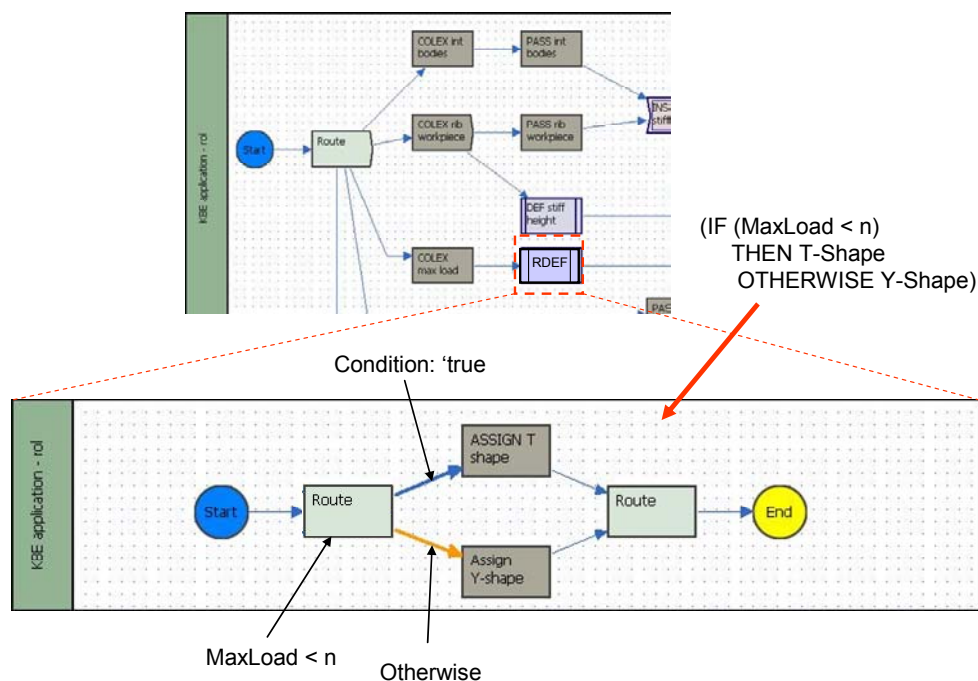 KBE application - rol
COLEX int
bodies
PASS int
bodies
Start
Route
COLEX rib
workpiece
PASS rib
workpiece
INS-
stiff
DEF stiff
height
COLEX
max load
RDEF
PAS
(IF (MaxLoad < n)
THEN T-Shape
OTHERWISE Y-Shape)
Condition: ‘true
KBE application - rol
Start
Route
ASSIGN T
shape
Assign
Y-shape
Route
End
MaxLoad < n
Otherwise